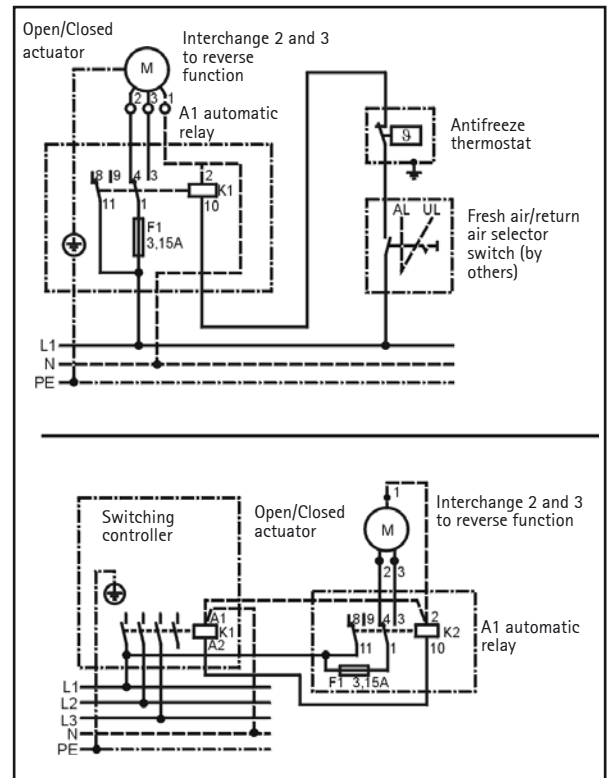 Open/Closed
actuator
Interchange 2 and 3
to reverse
function
M
2 3 1
A1 automatic
relay
8 9 4 3
2
K1
11 1
10
F1
3,15A
Antifreeze
thermostat
ϑ
AL UL
Fresh air/return
air selector
switch (by
others)
L1
N
PE
Switching
controller
Open/Closed
actuator
1
M
Interchange 2 and 3
to reverse function
2 3
A1
K1
A2
8 9 4 3
2
K2
11 1
10
F1 3,15A
A1 automatic
relay
L1
L2
L3
N
PE